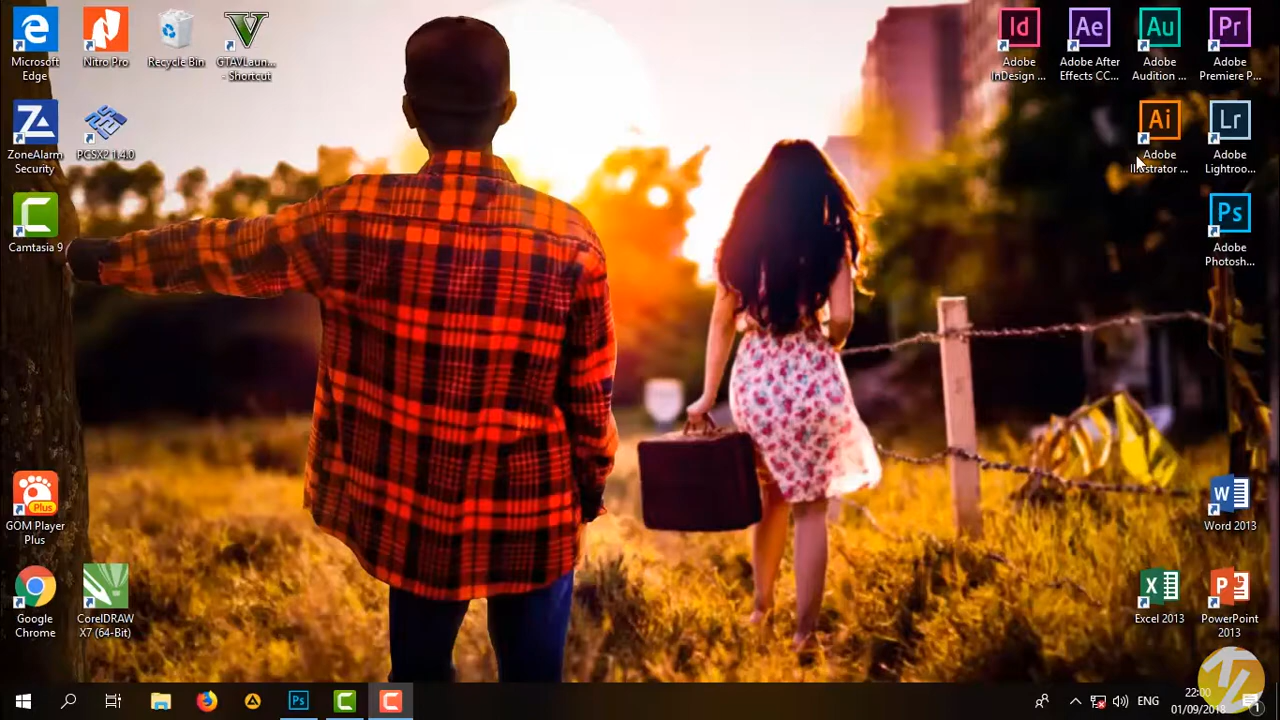 Microsoft
Edge
Nitro Pro
Recycle Bin
GTAVLaun...
- Shortcut
Id
Adobe
InDesign ...
Ae
Adobe After
Effects CC...
Au
Adobe
Audition ...
Pr
Adobe
Premiere P...
ZoneAlarm
Security
PCSX2 1.4.0
Ai
Adobe
Illustrator ...
Lr
Adobe
Lightroo...
Camtasia 9
Ps
Adobe
Photosh...
Plus
GOM Player
Plus
Word 2013
Google
Chrome
CorelDRAW
X7 (64-Bit)
Excel 2013
PowerPoint
2013
Ps
ENG
22:00
01/09/2018
1